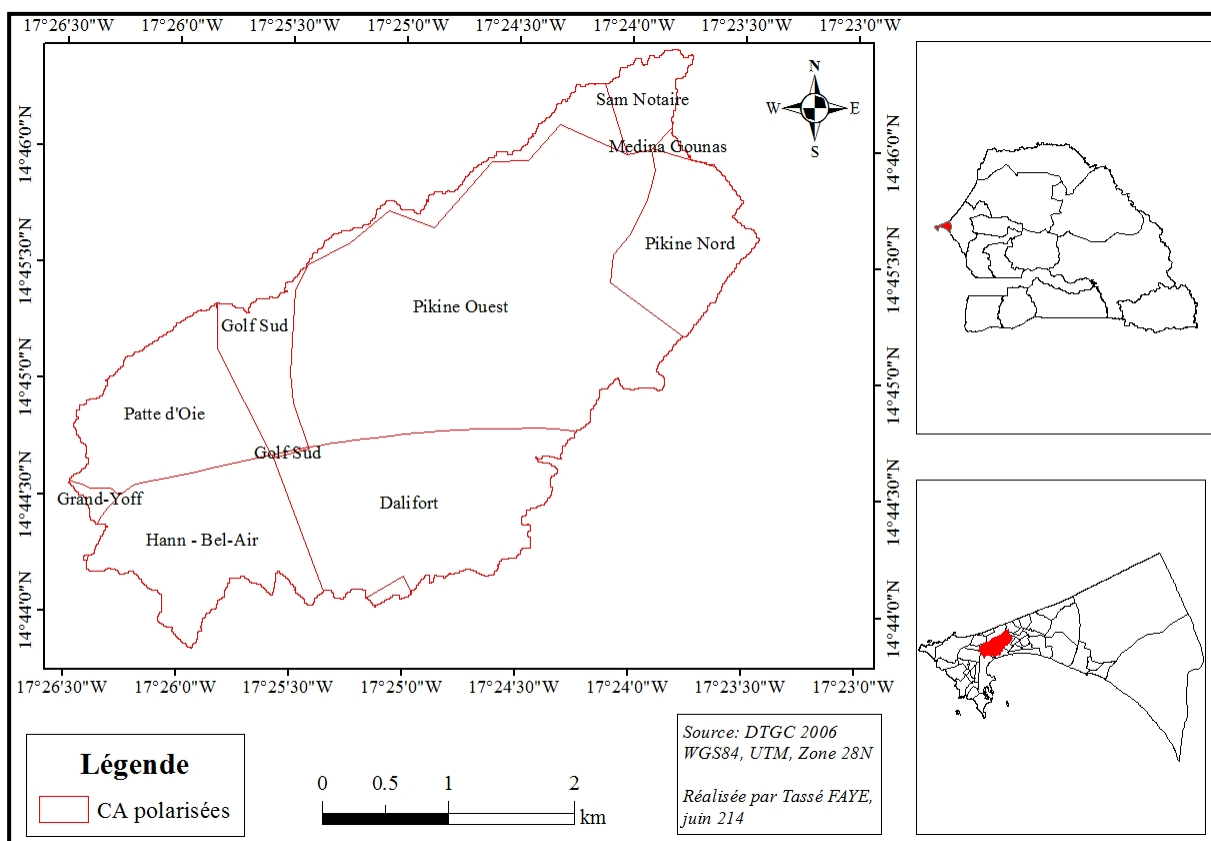 17°26'30"W 17°26'0"W 17°25'30"W 17°25'0"W 17°24'30"W 17°24'0"W 17°23'30"W 17°23'0"W
N
W E
S
Sam Notaire
Medina Gounas
14°46'0"N
14°46'0"N
Pikine Nord
14°45'30"N
14°45'30"N
Pikine Ouest
Golf Sud
14°45'0"N
14°45'0"N
Patte d'Oie
Golf Sud
14°44'30"N
14°44'30"N
Grand-Yoff
Dalifort
Hann - Bel-Air
14°44'0"N
14°44'0"N
17°26'30"W 17°26'0"W 17°25'30"W 17°25'0"W 17°24'30"W 17°24'0"W 17°23'30"W 17°23'0"W
Légende
CA polarisées
0 0.5 1 2
km
Source: DTGC 2006
WGS84, UTM, Zone 28N
Réalisée par Tassé FAYE,
juin 214